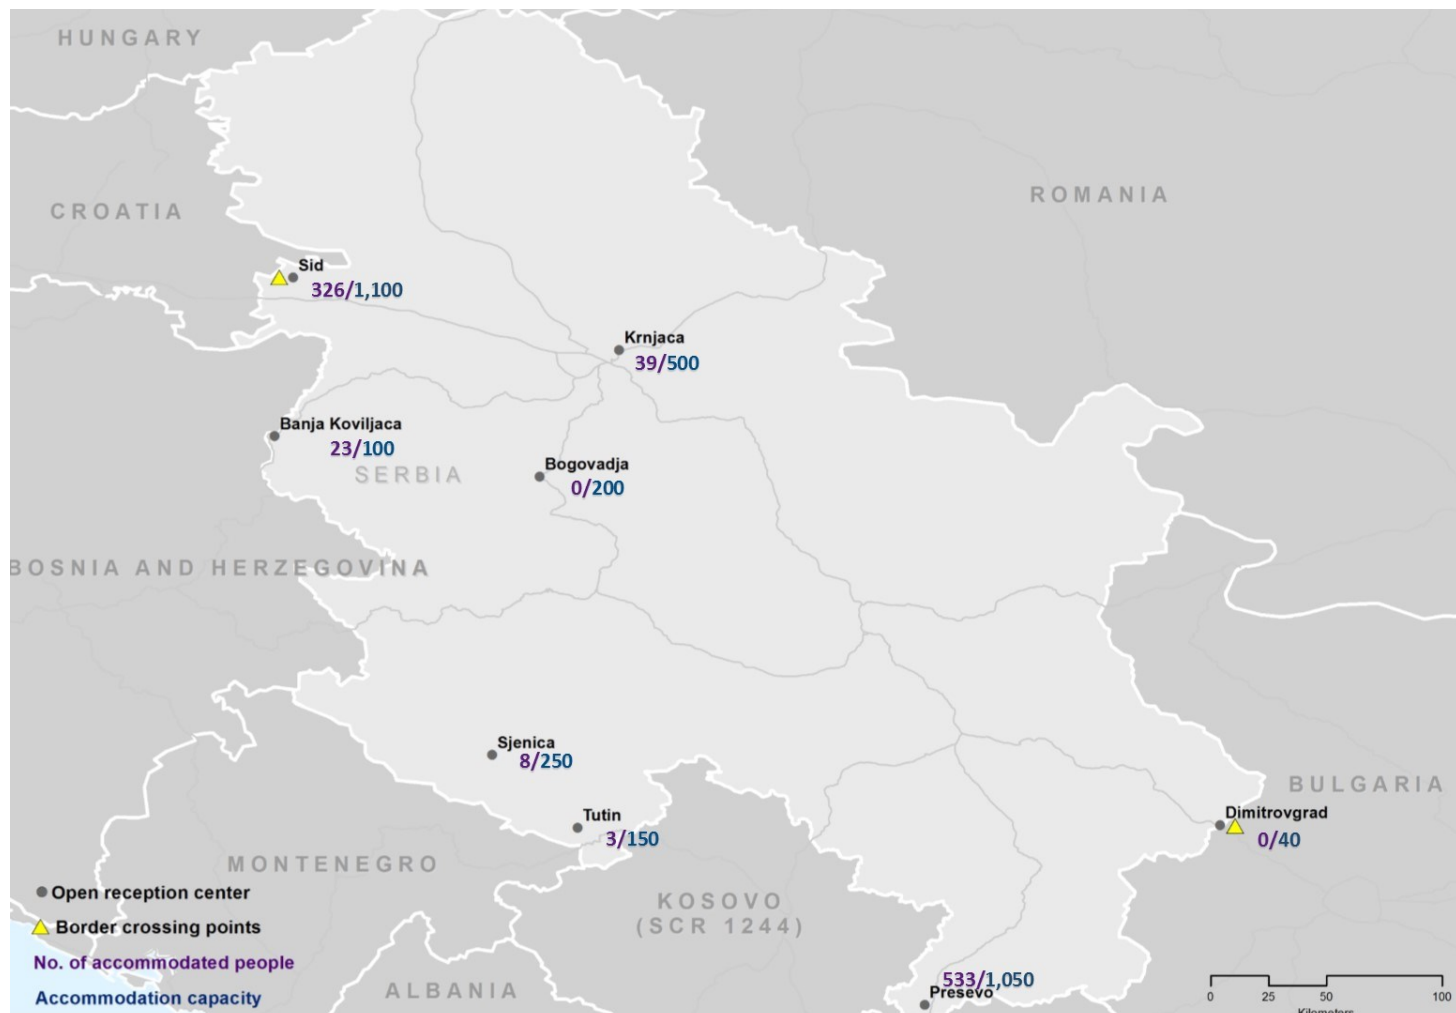 HUNGARY
CROATIA
ROMANIA
Sid
326/1,100
Krnjaca
39/500
Banja Koviljaca
23/100
SERBIA
Bogovadja
0/200
BOSNIA AND HERZEGOVINA
Sjenica
8/250
Tutin
3/150
BULGARIA
Dimitrovgrad
0/40
MONTENEGRO
KOSOVO
(SCR 1244)
Open reception center
Border crossing points
No. of accommodated people
Accommodation capacity
ALBANIA
533/1,050
Presevo
0 25 50 100
Kilometers